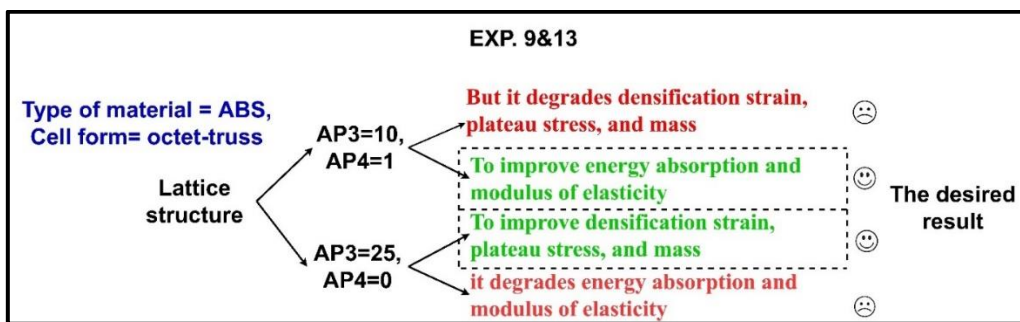 EXP. 9&13
Type of material = ABS,
Cell form= octet-truss
Lattice
structure
AP3=10,
AP4=1
AP3=25,
AP4=0
But it degrades densification strain,
plateau stress, and mass
To improve energy absorption and
modulus of elasticity
To improve densification strain,
plateau stress, and mass
it degrades energy absorption and
modulus of elasticity
The desired
result